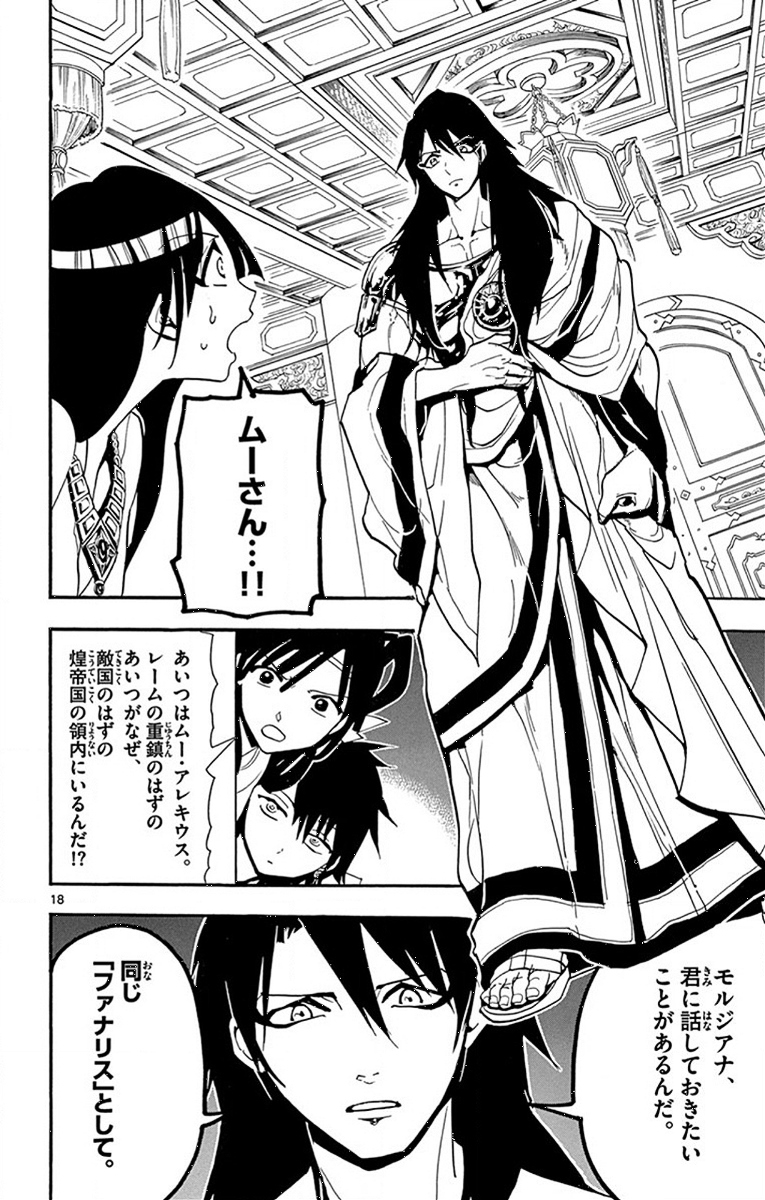 ムーさん…!!
あいつはムー・アレキウス。
レームの重鎮のはずの
あいつがなぜ、
敵国のはずの
煌帝国の領内にいるんだ!?
18
モルジアナ、
君に話しておきたい
ことがあるんだ。
同じ
「ファナリス」として。